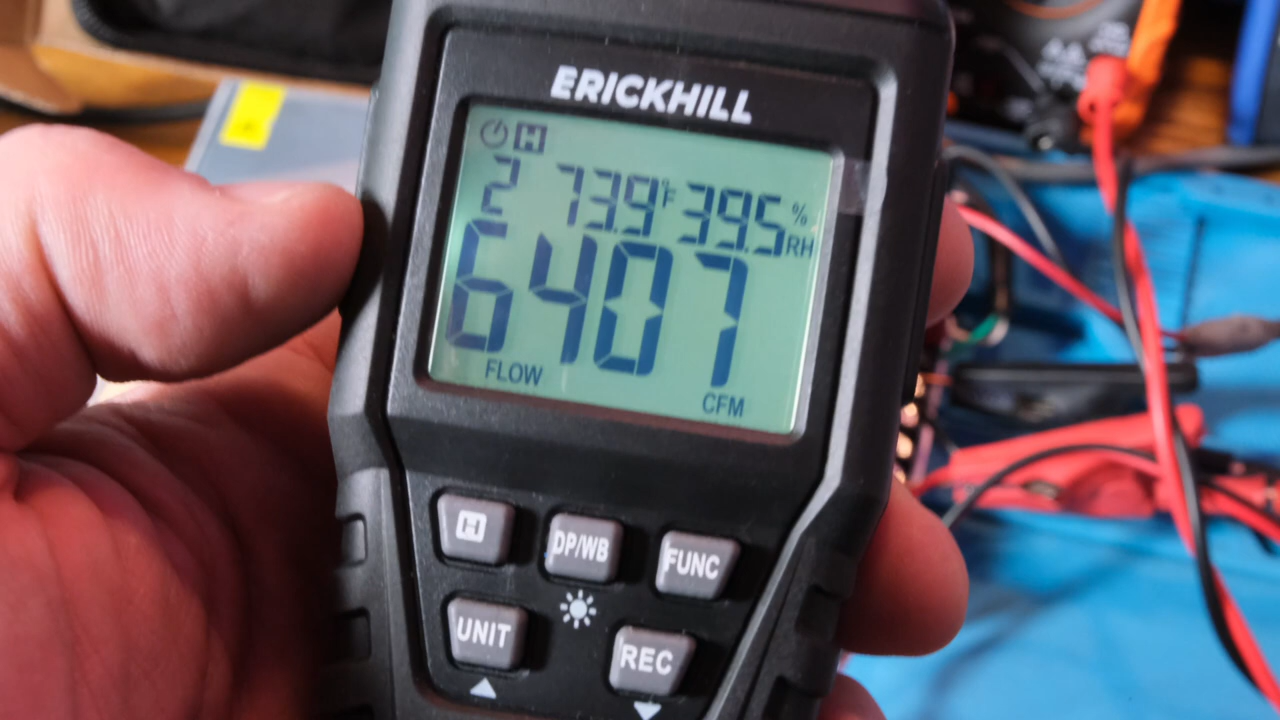 ERICKHILL
H
2 73.9°F 39.5% RH
6407
FLOW CFM
H DP/WB FUNC
UNIT REC